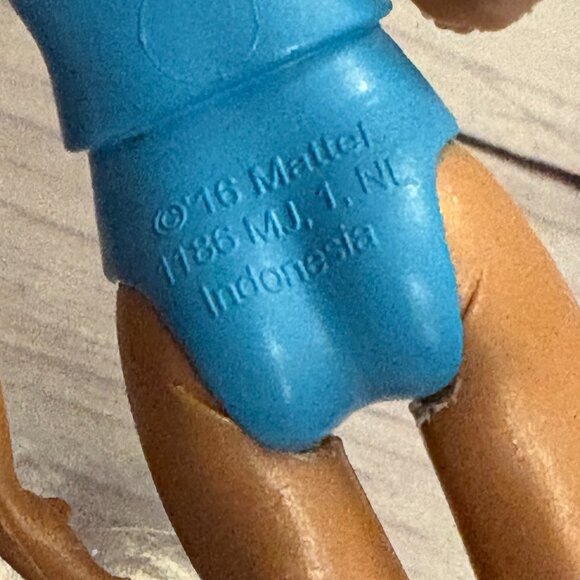 ©'16 Mattel,
1186 MJ, 1, NL
Indonesia